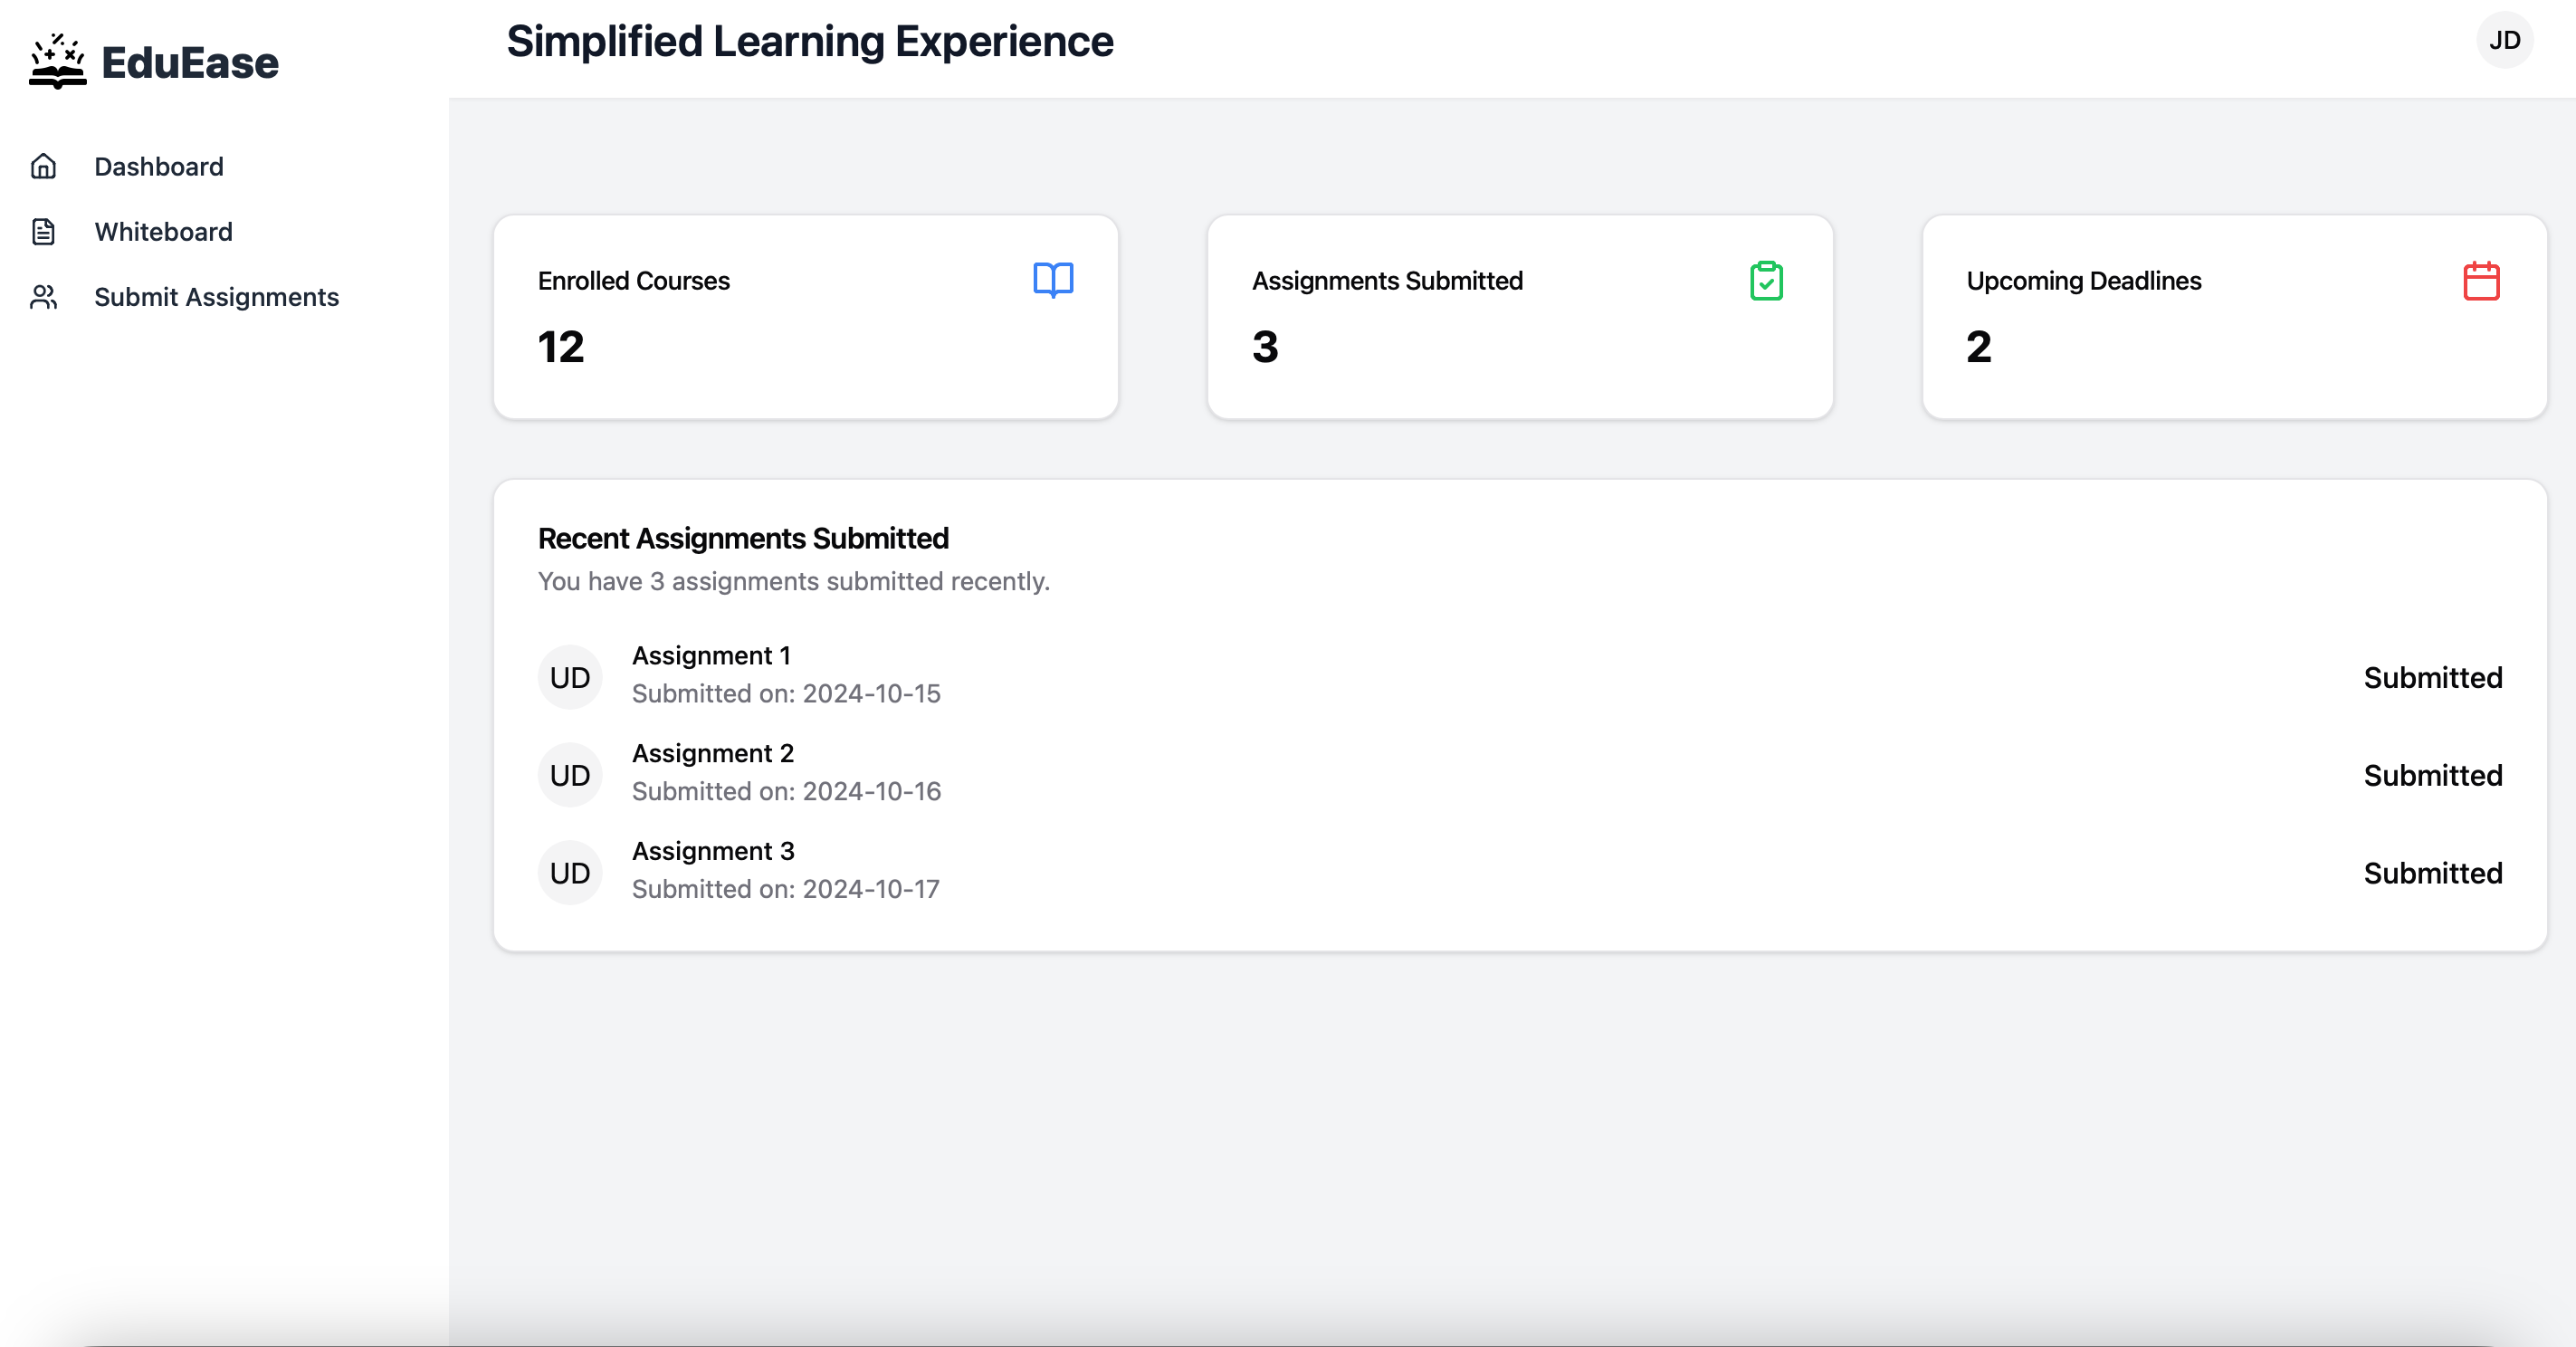 EduEase
Simplified Learning Experience
JD
Dashboard
Whiteboard
Submit Assignments
Enrolled Courses
12
Assignments Submitted
3
Upcoming Deadlines
2
Recent Assignments Submitted
You have 3 assignments submitted recently.
UD
Assignment 1
Submitted on: 2024-10-15
Submitted
UD
Assignment 2
Submitted on: 2024-10-16
Submitted
UD
Assignment 3
Submitted on: 2024-10-17
Submitted